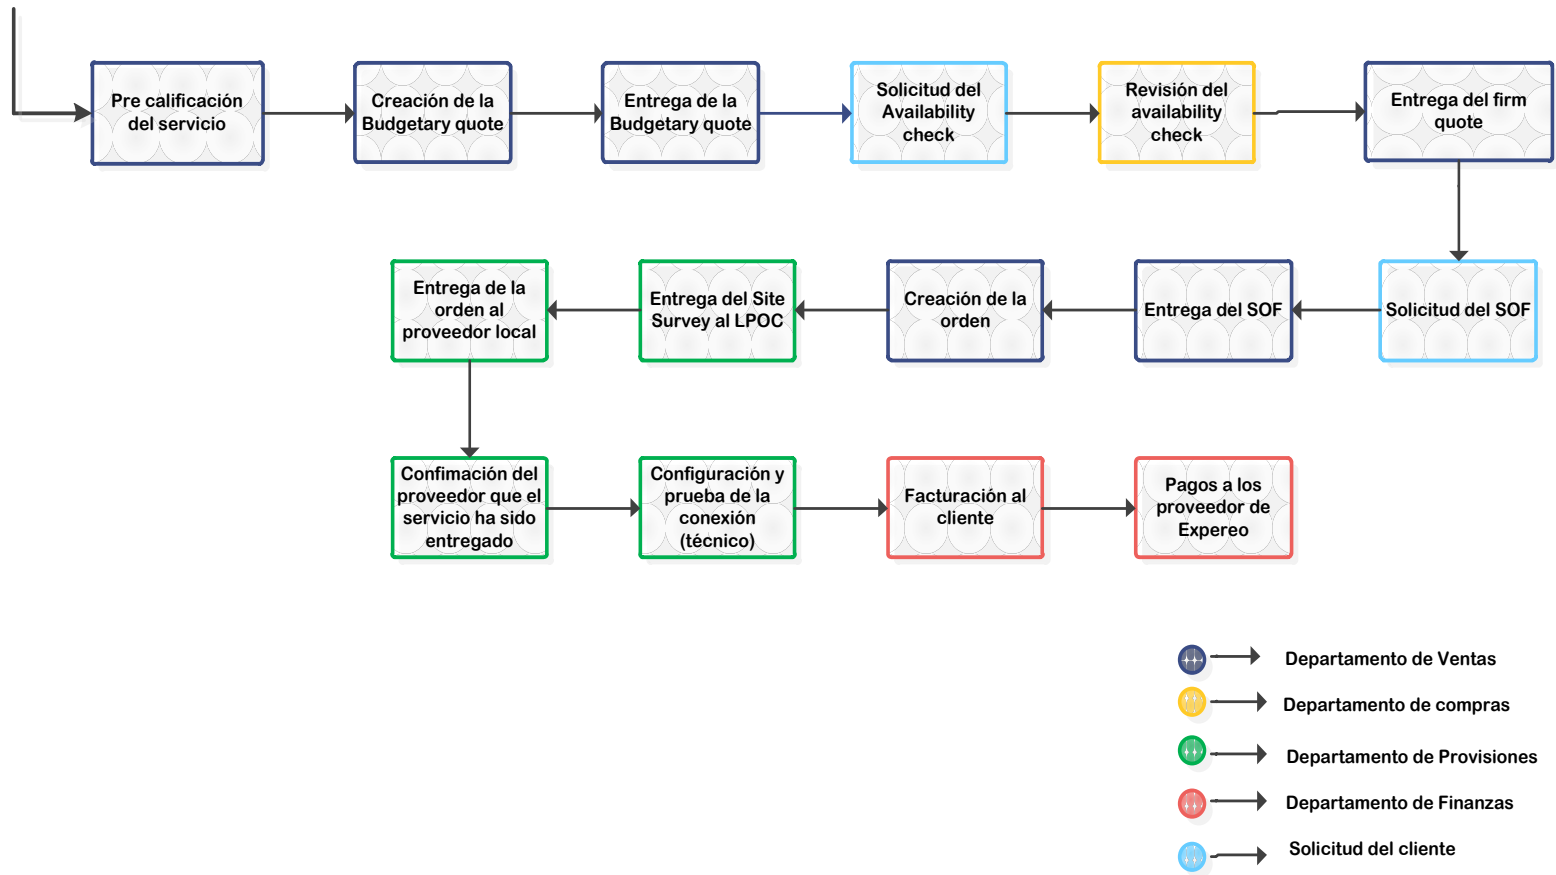 Pre calificación
del servicio
Creación de la
Budgetary quote
Entrega de la
Budgetary quote
Solicitud del
Availability
check
Revisión del
availability
check
Entrega del firm
quote
Entrega de la
orden al
proveedor local
Entrega del Site
Survey al LPOC
Creación de la
orden
Entrega del SOF
Solicitud del SOF
Confimación del
proveedor que el
servicio ha sido
entregado
Configuración y
prueba de la
conexión
(técnico)
Facturación al
cliente
Pagos a los
proveedor de
Expereo
Departamento de Ventas
Departamento de compras
Departamento de Provisiones
Departamento de Finanzas
Solicitud del cliente